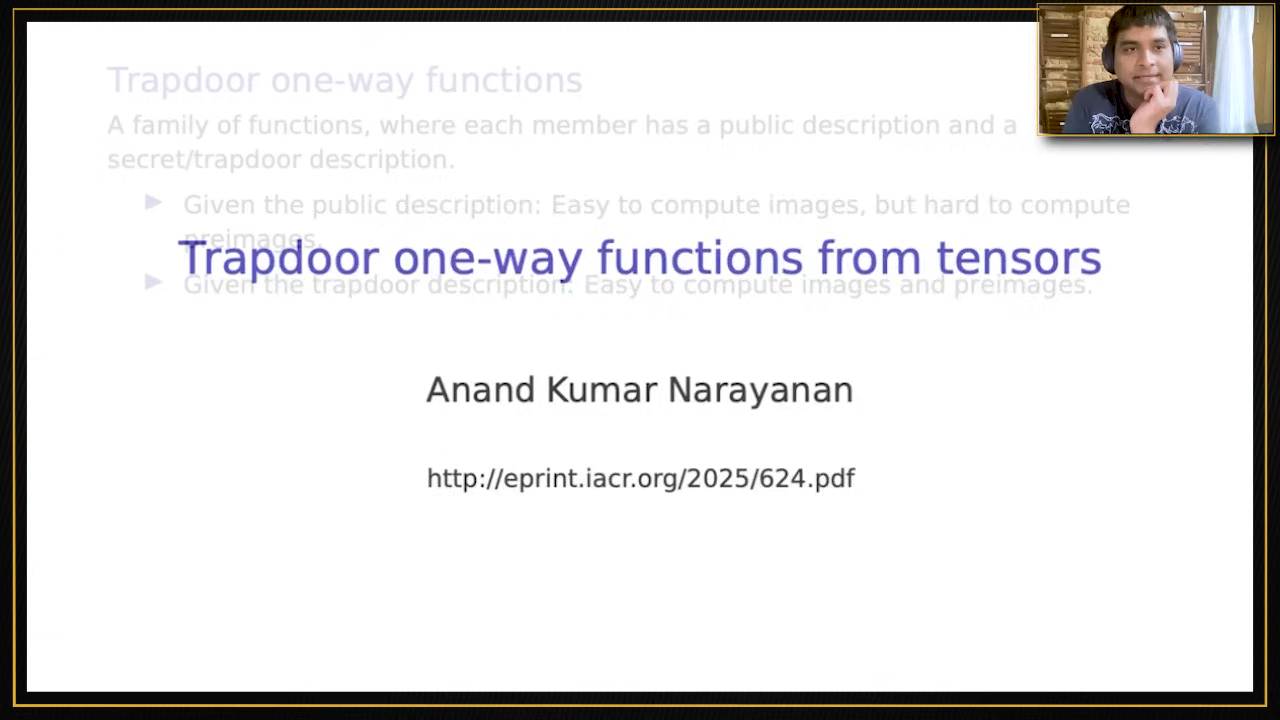 Trapdoor one-way functions
A family of functions where each member has a public description and a
secret/trapdoor description.
► Given the public description: Easy to compute images, but hard to compute
preimages.
Trapdoor one-way functions from tensors
► Given the trapdoor description: Easy to compute images and preimages.
Anand Kumar Narayanan
http://eprint.iacr.org/2025/624.pdf